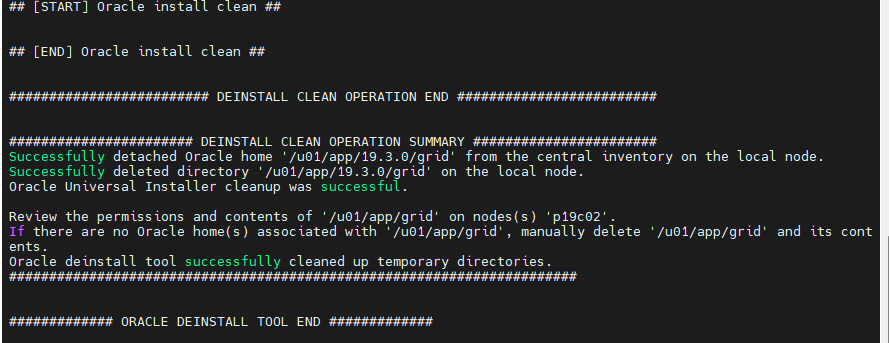 ## [START] Oracle install clean ##
## [END] Oracle install clean ##
######################### DEINSTALL CLEAN OPERATION END #########################
####################### DEINSTALL CLEAN OPERATION SUMMARY #######################
Successfully detached Oracle home '/u01/app/19.3.0/grid' from the central inventory on the local node.
Successfully deleted directory '/u01/app/19.3.0/grid' on the local node.
Oracle Universal Installer cleanup was successful.
Review the permissions and contents of '/u01/app/grid' on nodes(s) 'p19c02'.
If there are no Oracle home(s) associated with '/u01/app/grid', manually delete '/u01/app/grid' and its cont
ents.
Oracle deinstall tool successfully cleaned up temporary directories.
#######################################################################
############# ORACLE DEINSTALL TOOL END #############